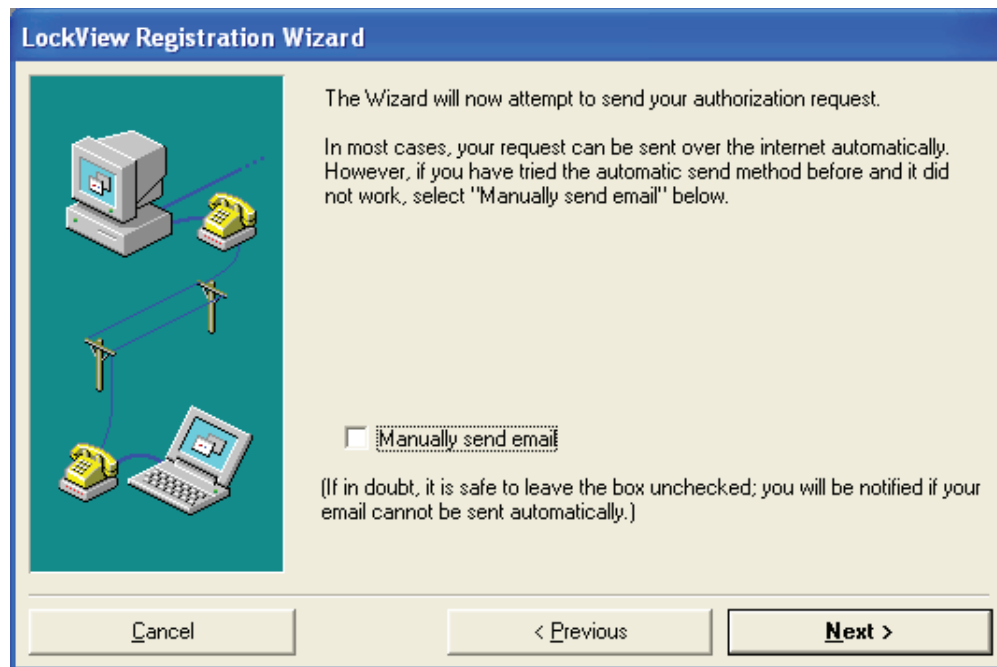 LockView Registration Wizard
The Wizard will now attempt to send your authorization request.
In most cases, your request can be sent over the internet automatically.
However, if you have tried the automatic send method before and it did
not work, select "Manually send email" below.
Manually send email
(If in doubt, it is safe to leave the box unchecked; you will be notified if your
email cannot be sent automatically.)
Cancel
< Previous
Next >